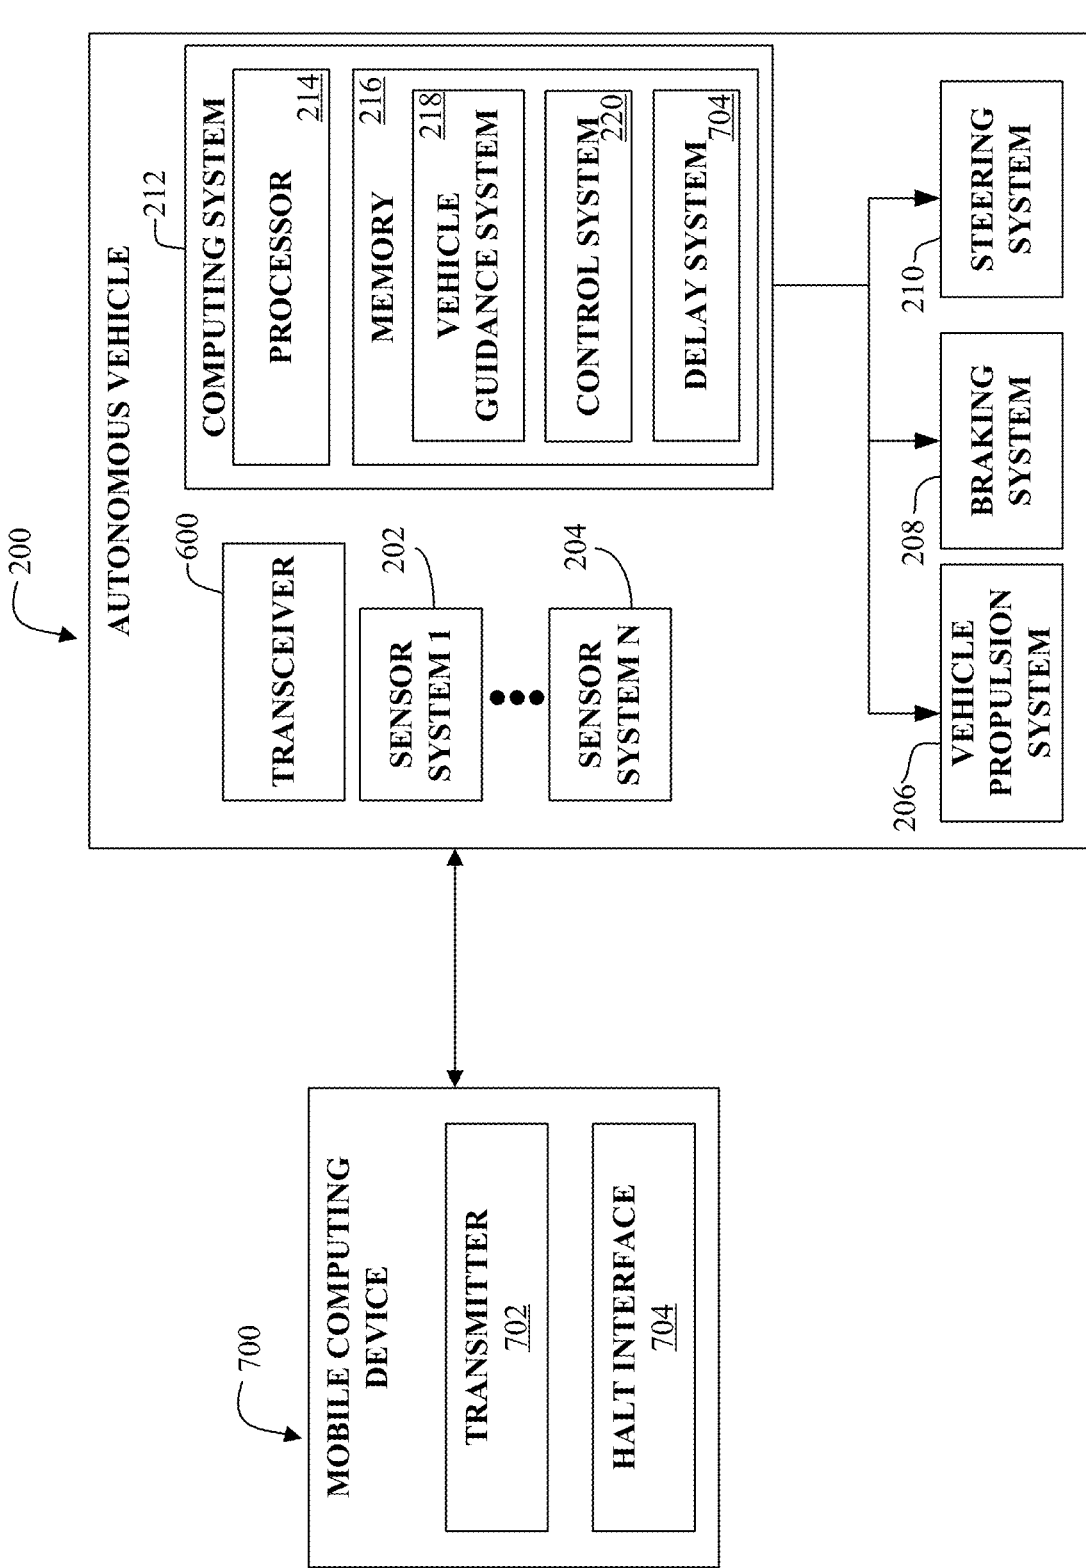 200
AUTONOMOUS VEHICLE
600
TRANSCEIVER
SENSOR
SYSTEM 1
202
SENSOR
SYSTEM N
204
212
COMPUTING SYSTEM
PROCESSOR
214
MEMORY
216
VEHICLE
GUIDANCE SYSTEM
218
CONTROL SYSTEM
220
DELAY SYSTEM
704
206
VEHICLE
PROPULSION
SYSTEM
208
BRAKING
SYSTEM
210
STEERING
SYSTEM
700
MOBILE COMPUTING
DEVICE
TRANSMITTER
702
HALT INTERFACE
704